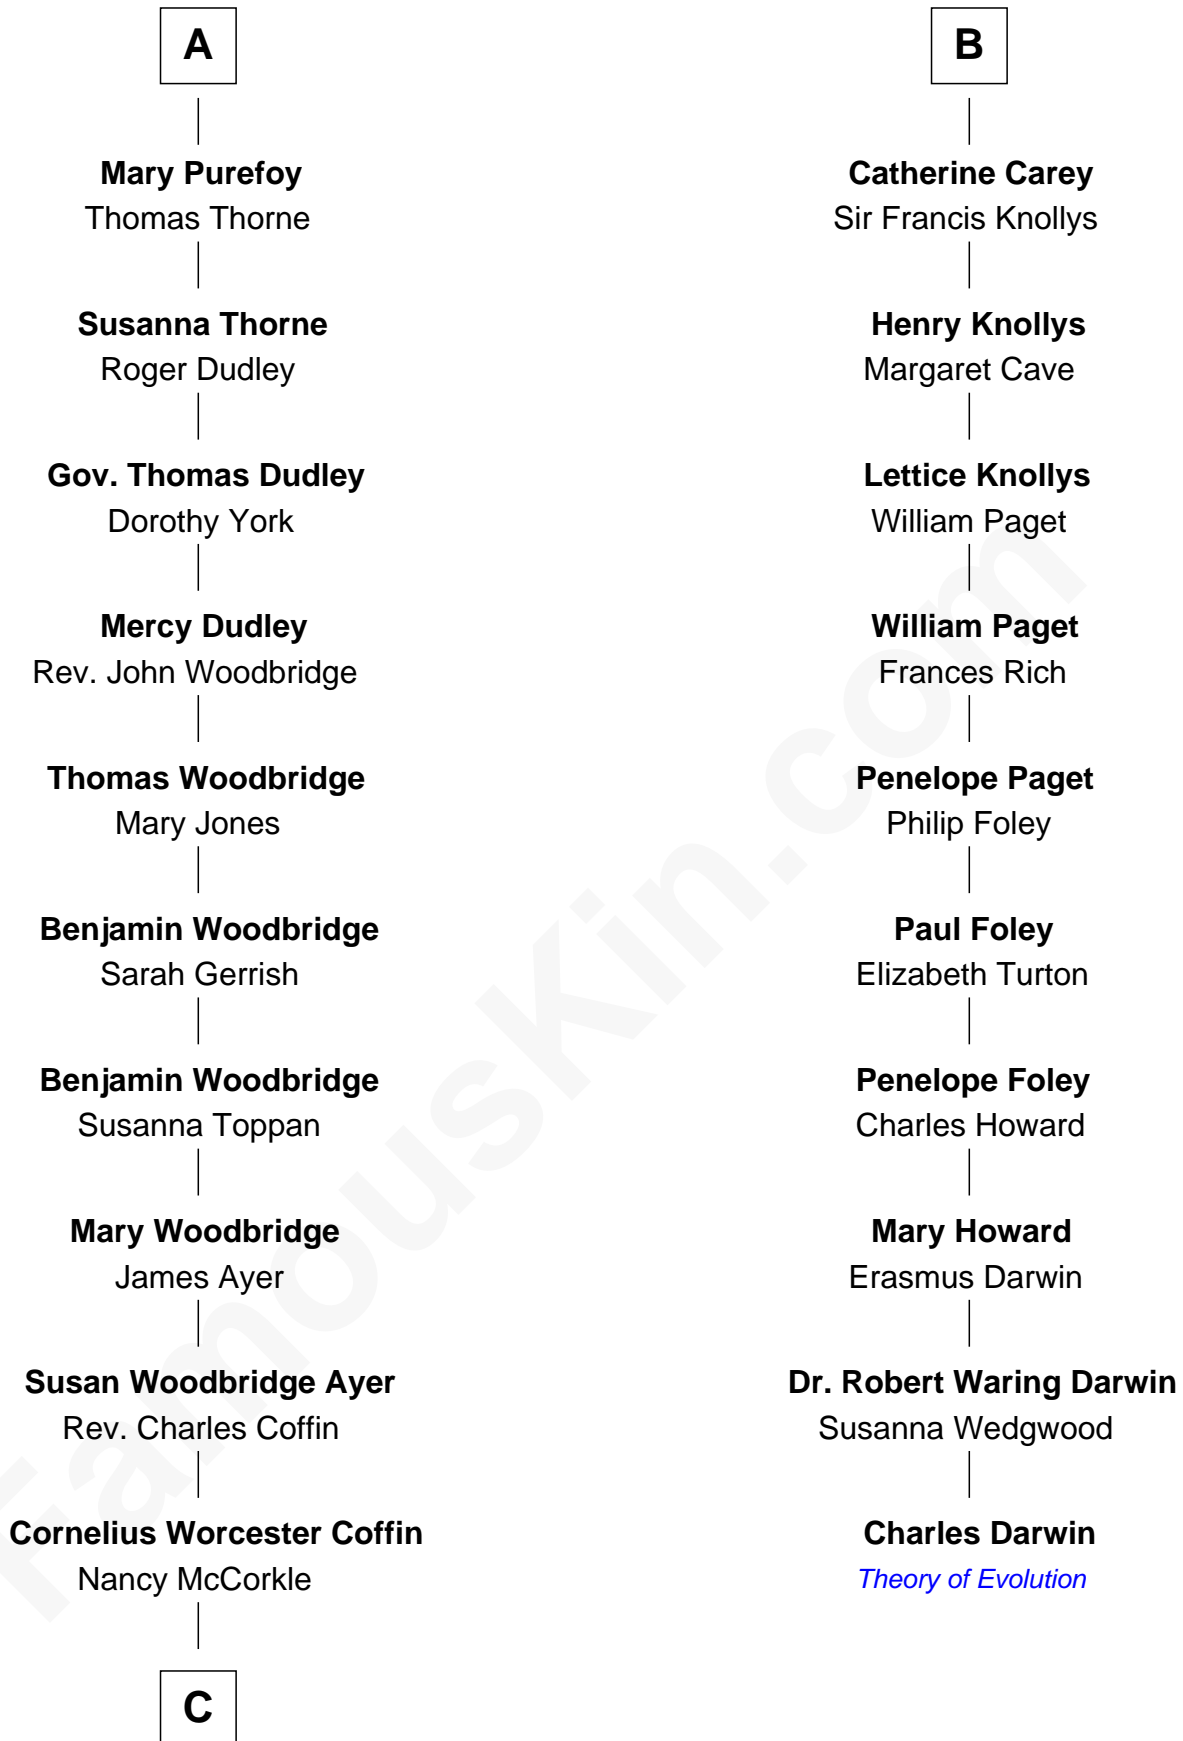 A
Mary Purefoy
Thomas Thorne
Susanna Thorne
Roger Dudley
Gov. Thomas Dudley
Dorothy York
Mercy Dudley
Rev. John Woodbridge
Thomas Woodbridge
Mary Jones
Benjamin Woodbridge
Sarah Gerrish
Benjamin Woodbridge
Susanna Toppan
Mary Woodbridge
James Ayer
Susan Woodbridge Ayer
Rev. Charles Coffin
Cornelius Worcester Coffin
Nancy McCorkle
C
B
Catherine Carey
Sir Francis Knollys
Henry Knollys
Margaret Cave
Lettice Knollys
William Paget
William Paget
Frances Rich
Penelope Paget
Philip Foley
Paul Foley
Elizabeth Turton
Penelope Foley
Charles Howard
Mary Howard
Erasmus Darwin
Dr. Robert Waring Darwin
Susanna Wedgwood
Charles Darwin
Theory of Evolution
FamousKin.com